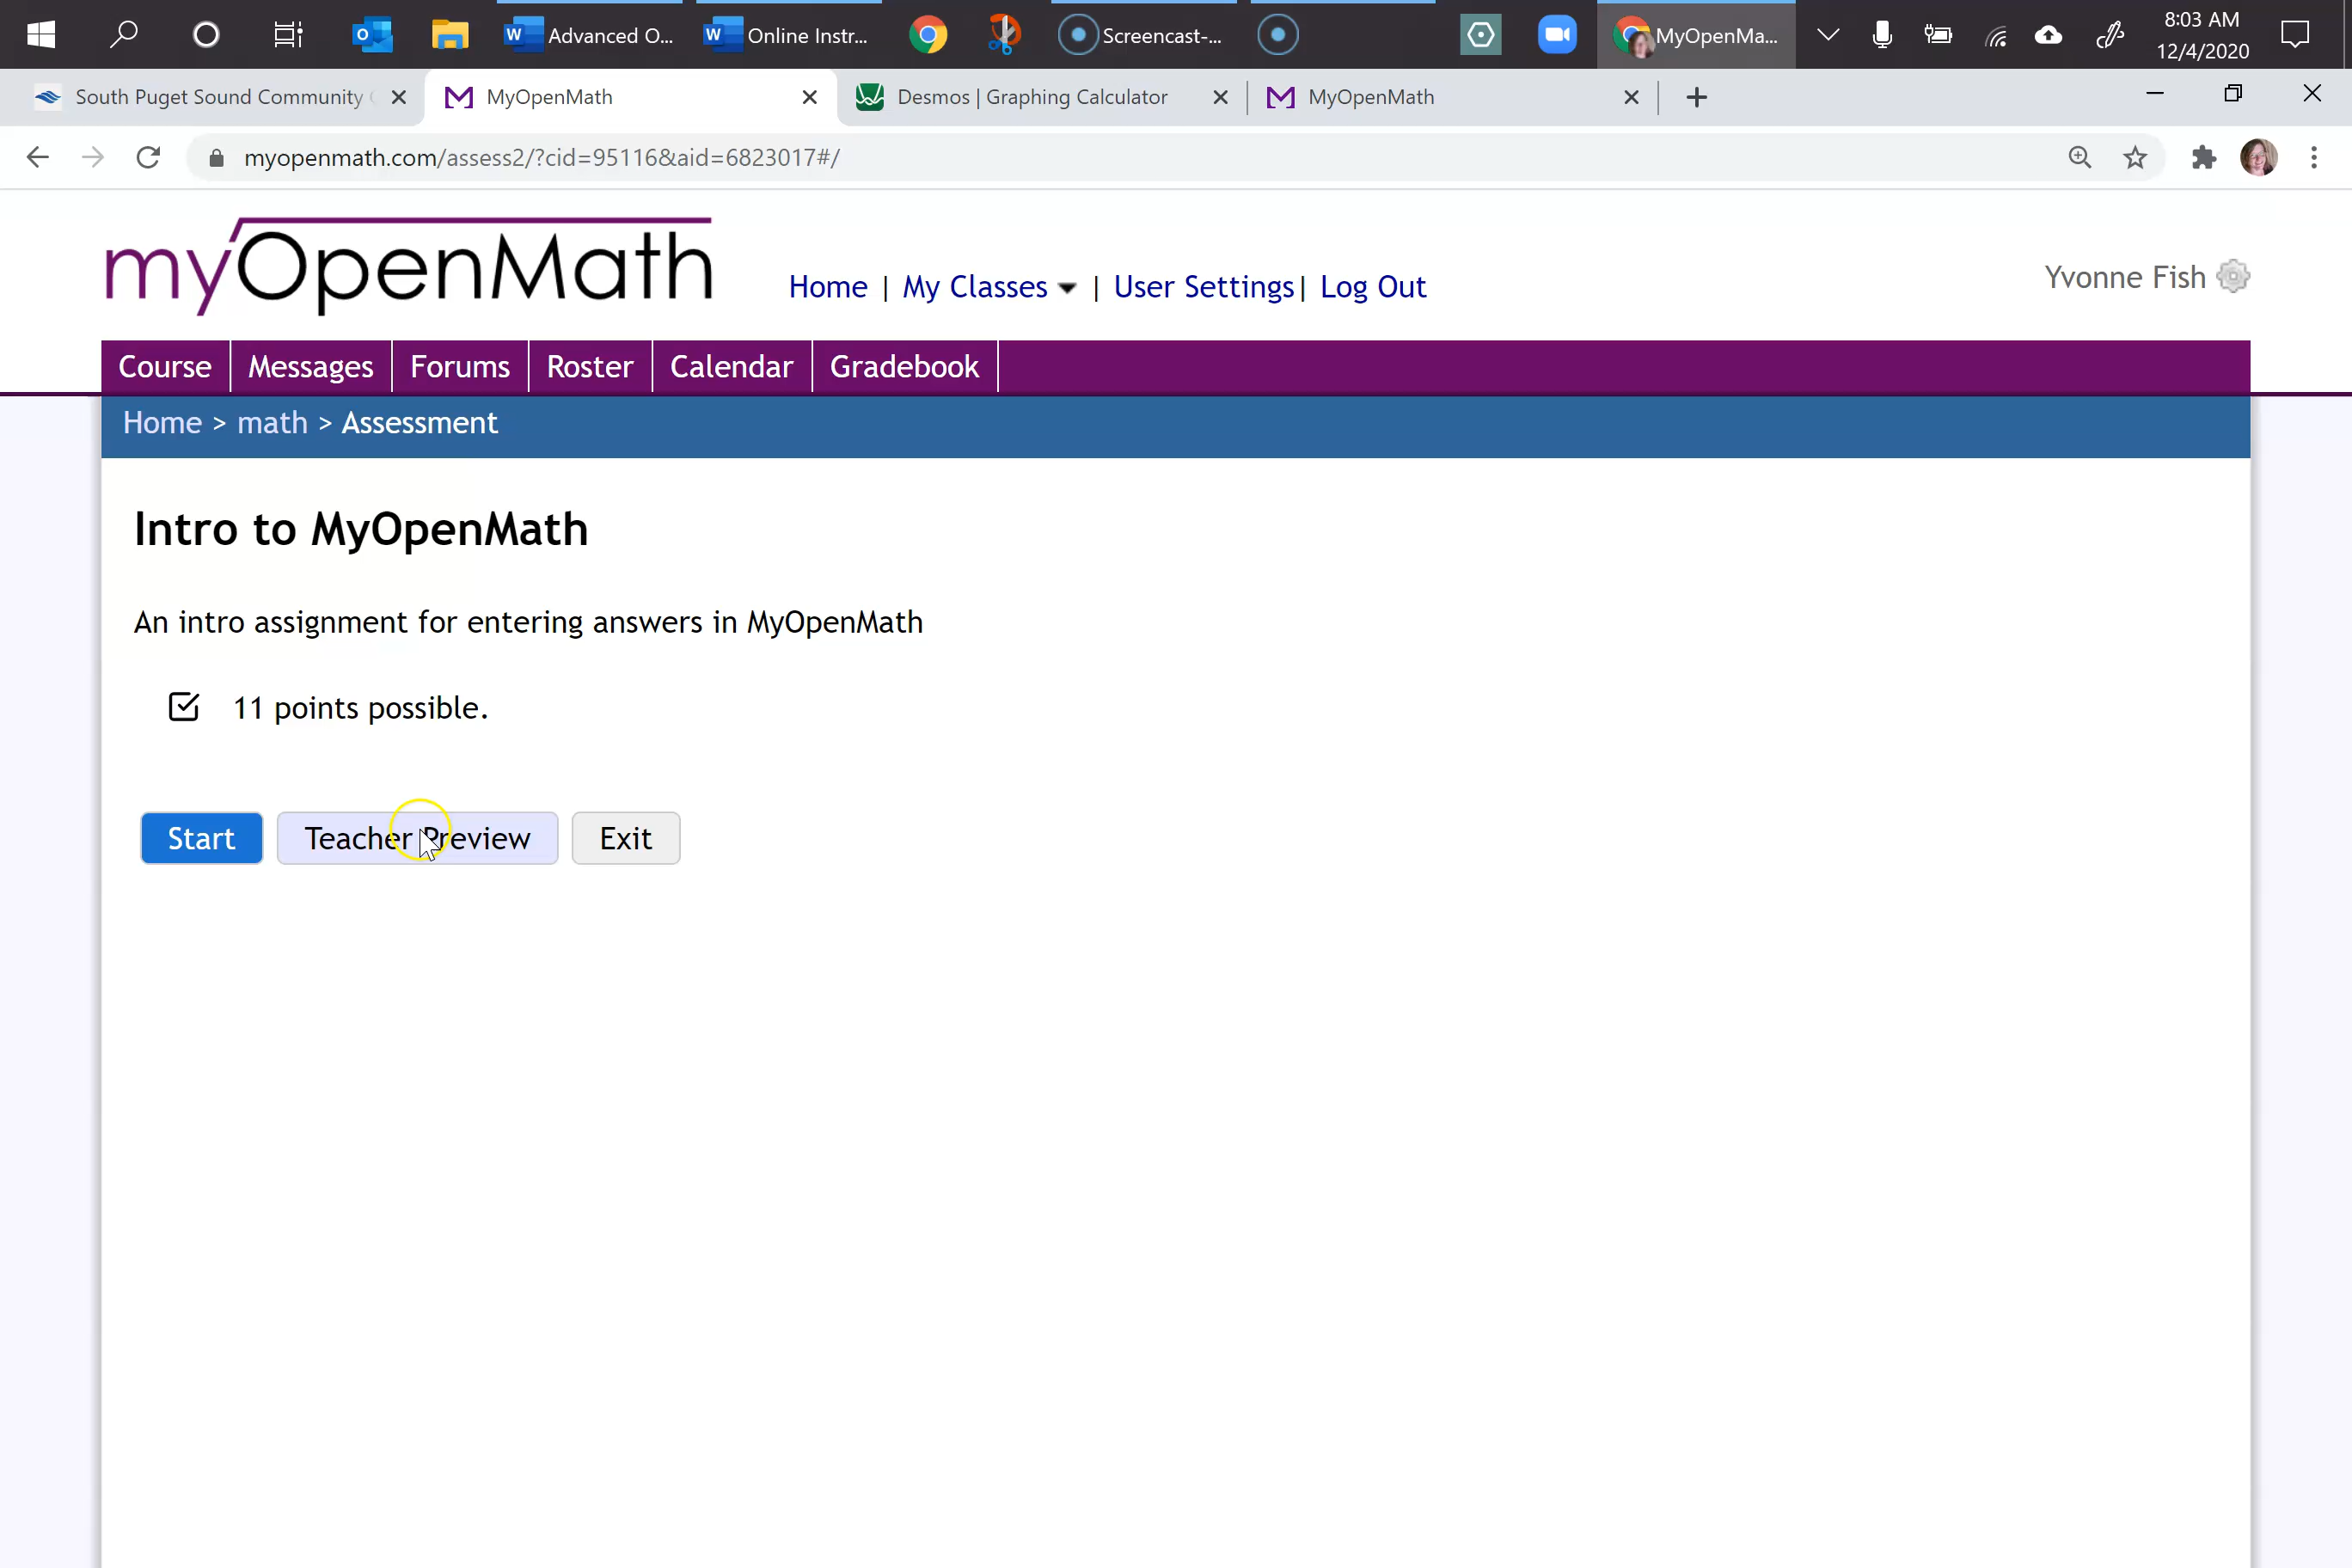 Advanced O... Online Instr... Screencast-... MyOpenMa... 8:03 AM
12/4/2020
South Puget Sound Community MyOpenMath Desmos | Graphing Calculator MyOpenMath
myopenmath.com/assess2/?cid=95116&aid=6823017#/
myOpenMath
Home | My Classes | User Settings | Log Out
Yvonne Fish
Course Messages Forums Roster Calendar Gradebook
Home > math > Assessment
Intro to MyOpenMath
An intro assignment for entering answers in MyOpenMath
11 points possible.
Start Teacher Preview Exit